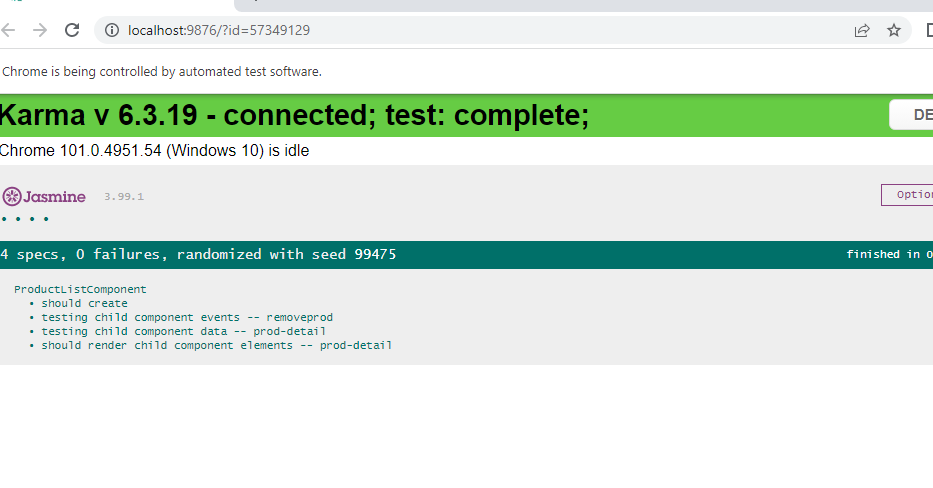 localhost:9876/?id=57349129
Chrome is being controlled by automated test software.
Karma v 6.3.19 - connected; test: complete;
DE
Chrome 101.0.4951.54 (Windows 10) is idle
Jasmine 3.99.1
Optio
• • • •
4 specs, 0 failures, randomized with seed 99475
finished in 0
ProductListComponent
• should create
• testing child component events -- removeprod
• testing child component data -- prod-detail
• should render child component elements -- prod-detail